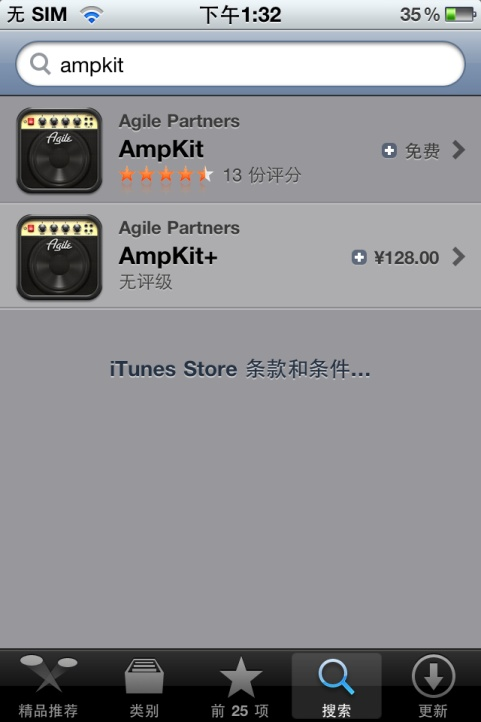 无 SIM 下午1:32 35%
ampkit
Agile Partners
AmpKit
免费
13 份评分
Agile
Agile Partners
AmpKit+
¥128.00
无评级
Agile
iTunes Store 条款和条件...
精品推荐 类别 前 25 项 搜索 更新